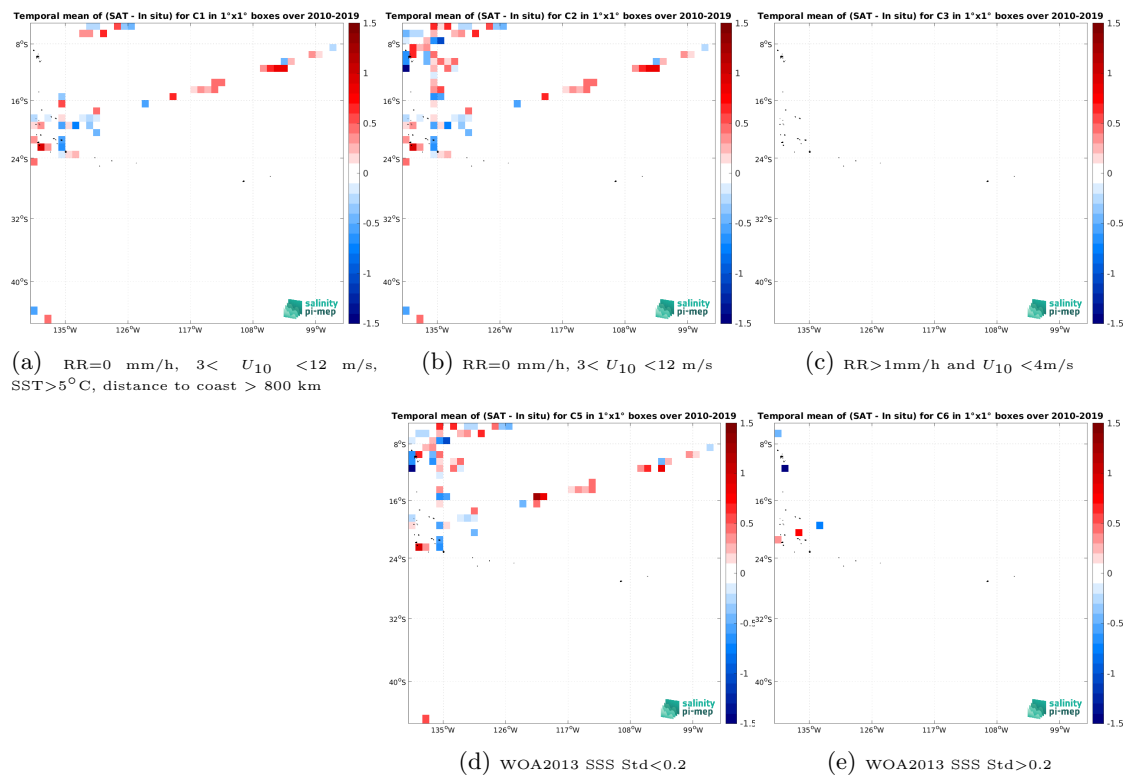 Temporal mean of (SAT - In situ) for C1 in 1°x1° boxes over 2010-2019
8°S
16°S
24°S
32°S
40°S
135°W 126°W 117°W 108°W 99°W
1.5
1
0.5
0
-0.5
-1
-1.5
salinity
pi-mep
(a) RR=0 mm/h, 3< U10 <12 m/s,
SST>5°C, distance to coast > 800 km
Temporal mean of (SAT - In situ) for C2 in 1°x1° boxes over 2010-2019
8°S
16°S
24°S
32°S
40°S
135°W 126°W 117°W 108°W 99°W
1.5
1
0.5
0
-0.5
-1
-1.5
salinity
pi-mep
(b) RR=0 mm/h, 3< U10 <12 m/s
Temporal mean of (SAT - In situ) for C3 in 1°x1° boxes over 2010-2019
8°S
16°S
24°S
32°S
40°S
135°W 126°W 117°W 108°W 99°W
1.5
1
0.5
0
-0.5
-1
-1.5
salinity
pi-mep
(c) RR>1mm/h and U10 <4m/s
Temporal mean of (SAT - In situ) for C5 in 1°x1° boxes over 2010-2019
8°S
16°S
24°S
32°S
40°S
135°W 126°W 117°W 108°W 99°W
1.5
1
0.5
0
-0.5
-1
-1.5
salinity
pi-mep
(d) WOA2013 SSS Std<0.2
Temporal mean of (SAT - In situ) for C6 in 1°x1° boxes over 2010-2019
8°S
16°S
24°S
32°S
40°S
135°W 126°W 117°W 108°W 99°W
1.5
1
0.5
0
-0.5
-1
-1.5
salinity
pi-mep
(e) WOA2013 SSS Std>0.2